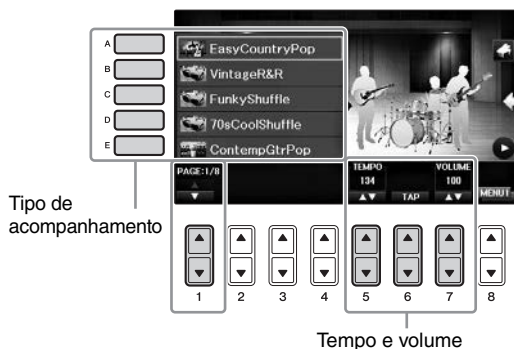 A
B
C
D
E
EasyCountryPop
VintageR&R
FunkyShuffle
70sCoolShuffle
ContempGtrPop
PAGE:1/8
TEMPO
134
TAP
VOLUME
100
MENU1
Tipo de
acompanhamento
1 2 3 4 5 6 7 8
Tempo e volume